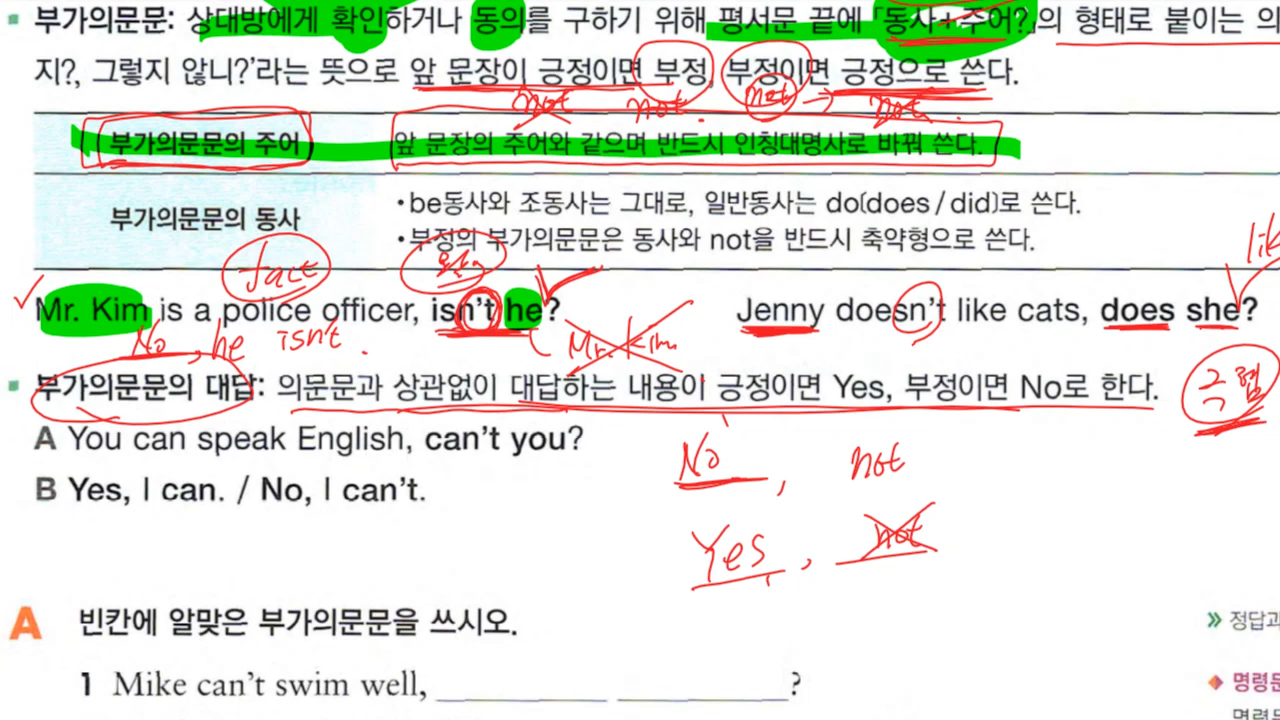 ▪ 부가의문문: 상대방에게 확인하거나 동의를 구하기 위해 평서문 끝에 「동사+주어?」의 형태로 붙이는 의
지?, 그렇지 않니?'라는 뜻으로 앞 문장이 긍정이면 부정, 부정이면 긍정으로 쓴다.
not not. not → not.
부가의문문의 주어 앞 문장의 주어와 같으며 반드시 인칭대명사로 바꿔 쓴다.
부가의문문의 동사 •be동사와 조동사는 그대로, 일반동사는 do(does / did)로 쓴다.
•부정의 부가의문문은 동사와 not을 반드시 축약형으로 쓴다.
fact
Mr. Kim is a police officer, isn't he? Jenny doesn't like cats, does she?
No, he isn't. Mr. Kim
▪ 부가의문문의 대답: 의문문과 상관없이 대답하는 내용이 긍정이면 Yes, 부정이면 No로 한다.
A You can speak English, can't you?
No, not
B Yes, I can. / No, I can't.
Yes, not
A 빈칸에 알맞은 부가의문문을 쓰시오.
» 정답과
1 Mike can't swim well, ?
◆ 명령문